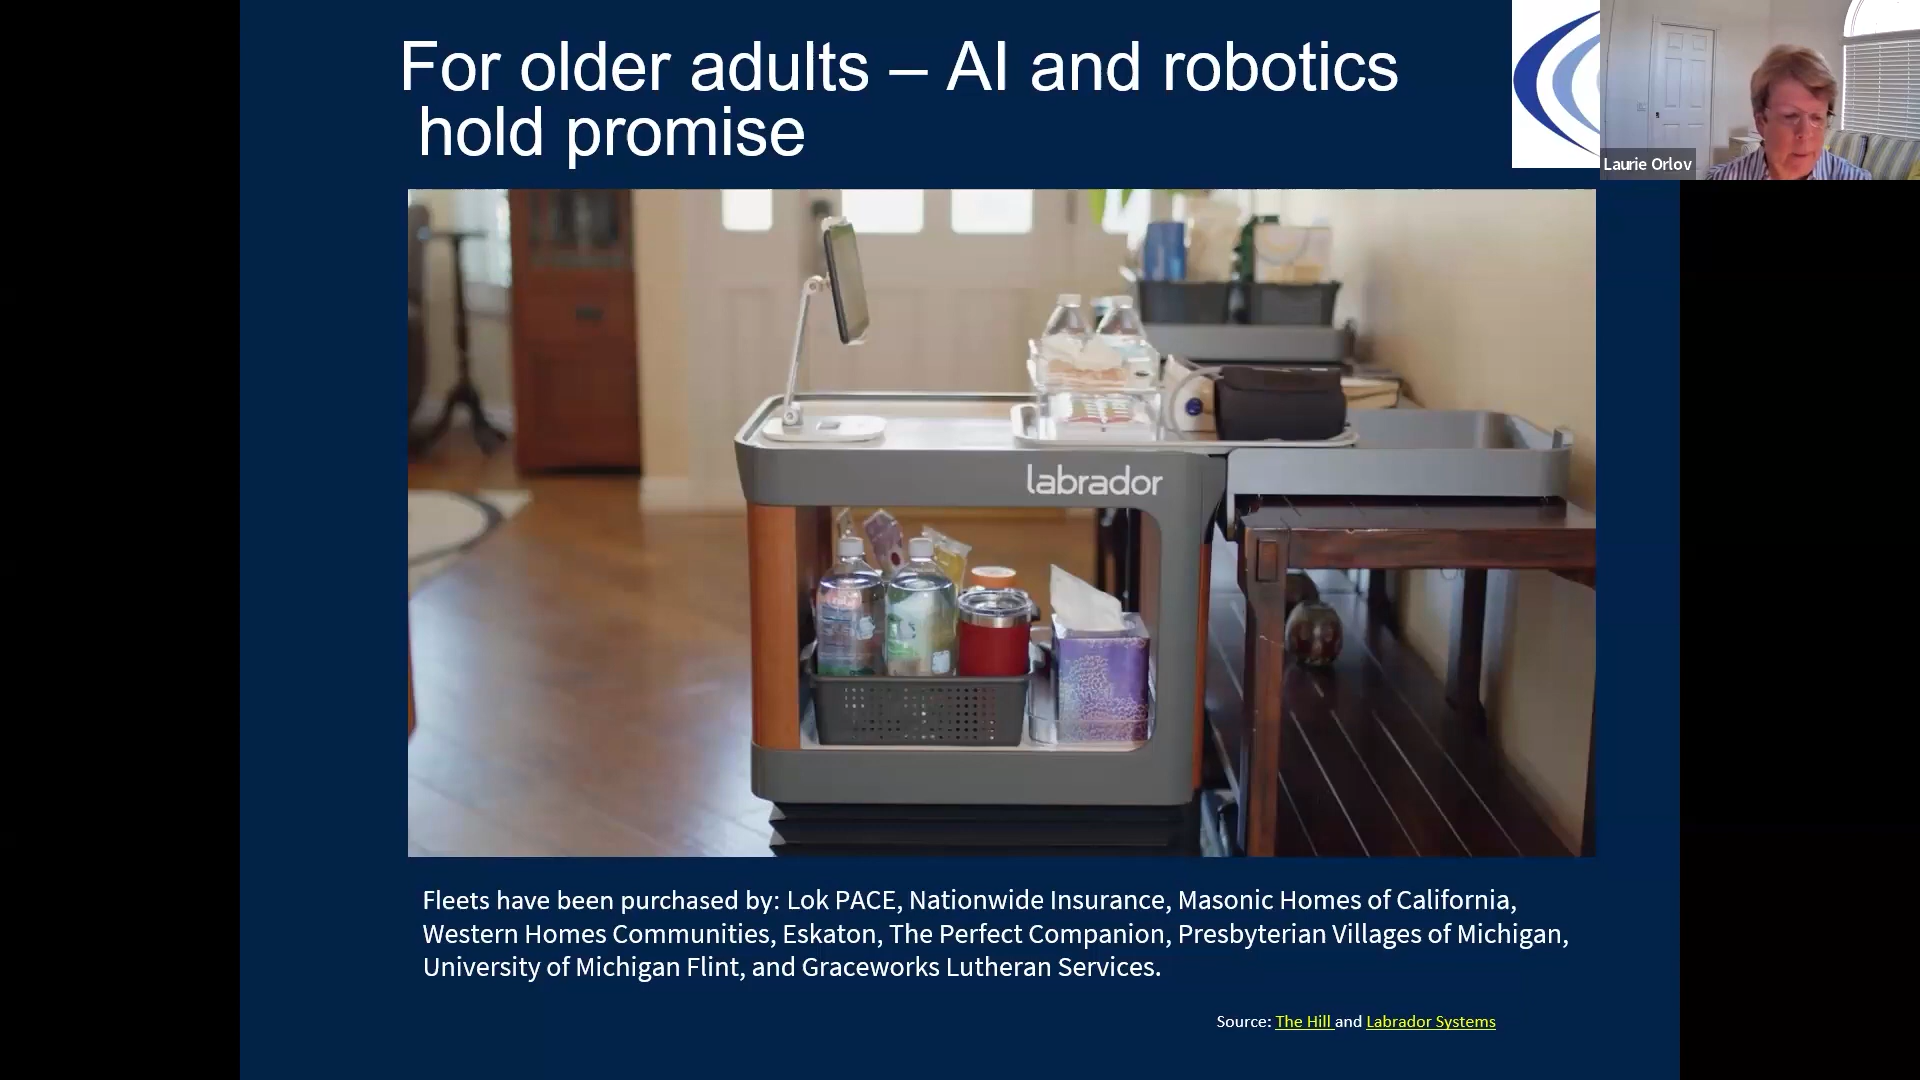 For older adults – AI and robotics
hold promise
Laurie Orlov
labrador
Fleets have been purchased by: Lok PACE, Nationwide Insurance, Masonic Homes of California,
Western Homes Communities, Eskaton, The Perfect Companion, Presbyterian Villages of Michigan,
University of Michigan Flint, and Graceworks Lutheran Services.
Source: The Hill and Labrador Systems